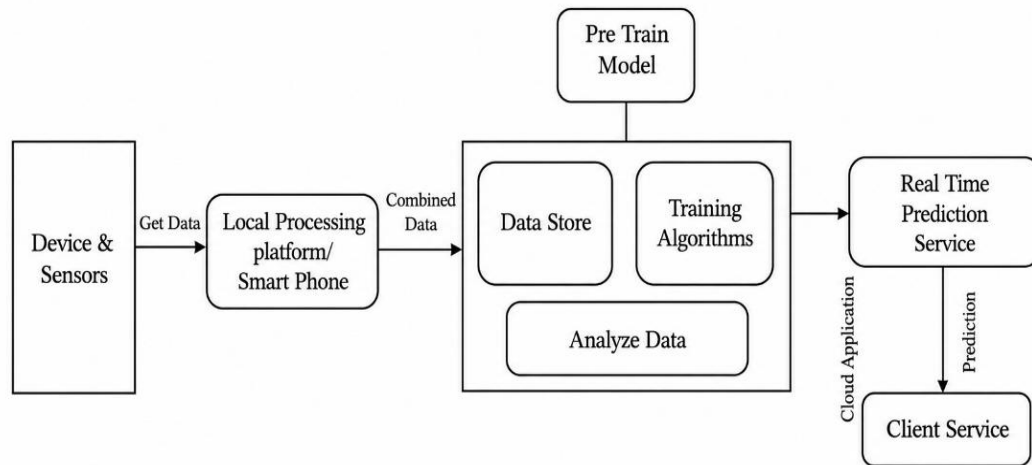 Pre Train
Model
Device &
Sensors
Get Data
Local Processing
platform/
Smart Phone
Combined
Data
Data Store
Training
Algorithms
Analyze Data
Real Time
Prediction
Service
Cloud Application
Prediction
Client Service